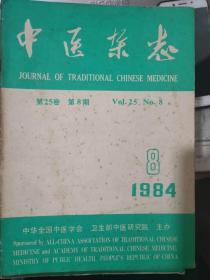 中医杂志
JOURNAL OF TRADITIONAL CHINESE MEDICINE
第25卷 第8期 Vol.25. No.8
8
1984
中华全国中医学会 卫生部中医研究院 主办
Sponsored by ALL-CHINA ASSOCIATION OF TRADITIONAL CHINESE
MEDICINE and ACADEMY OF TRADITIONAL CHINESE MEDICINE,
MINISTRY OF PUBLIC HEALTH, PEOPLE'S REPUBLIC OF CHINA